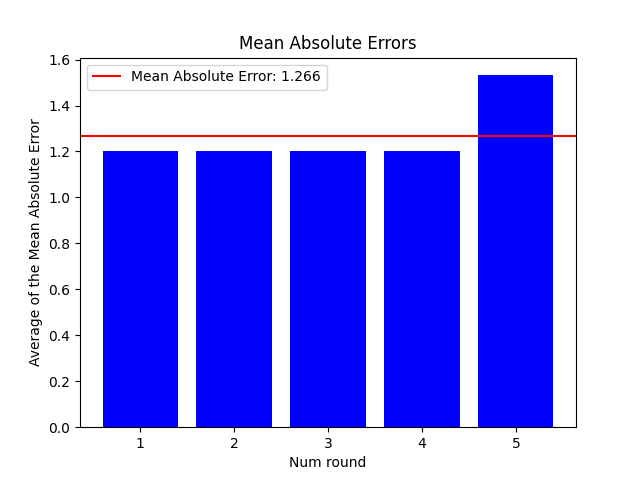 Mean Absolute Errors
Mean Absolute Error: 1.266
Average of the Mean Absolute Error
1.6
1.4
1.2
1.0
0.8
0.6
0.4
0.2
0.0
1 2 3 4 5
Num round